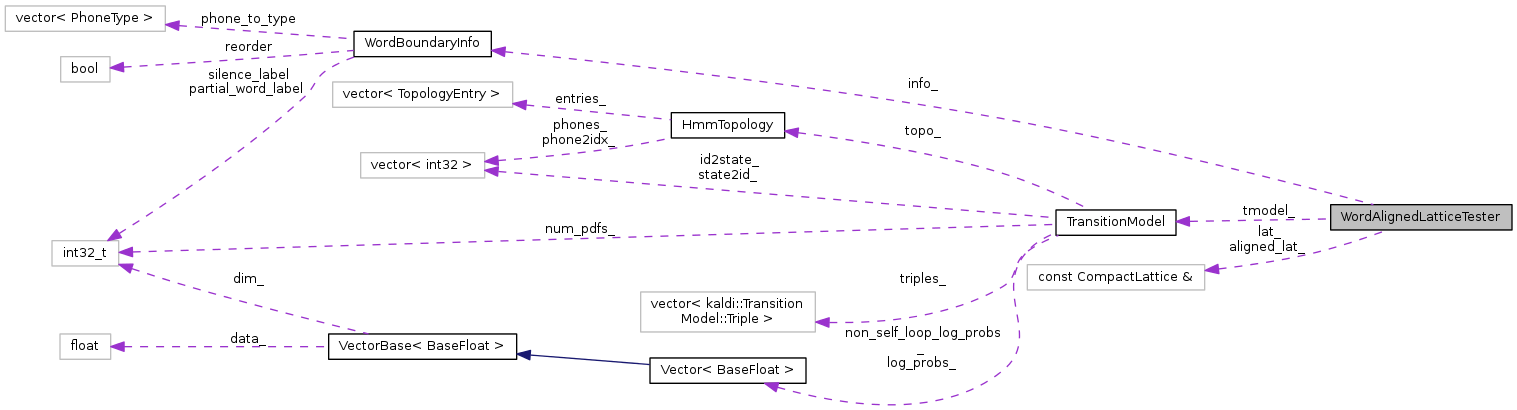 vector< PhoneType >
phone_to_type
WordBoundaryInfo
reorder
bool
silence_label
partial_word_label
info_
vector< TopologyEntry >
entries_
HmmTopology
phones_
phone2idx_
topo_
vector< int32 >
id2state_
state2id_
TransitionModel
tmodel_
WordAlignedLatticeTester
lat_
aligned_lat_
num_pdfs_
int32_t
const CompactLattice &
dim_
triples_
vector< kaldi::Transition
Model::Triple >
non_self_loop_log_probs
_
log_probs_
float
data_
VectorBase< BaseFloat >
Vector< BaseFloat >